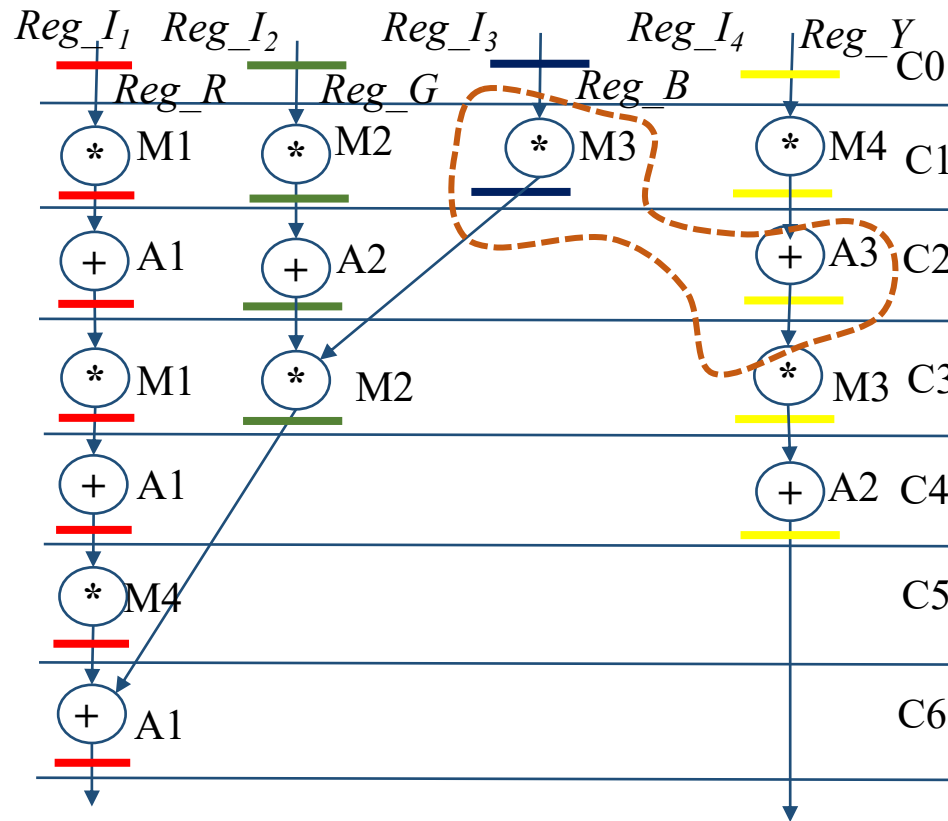 Reg_I1 Reg_I2 Reg_I3 Reg_I4 Reg_Y
C0
Reg_R Reg_G Reg_B
* M1 * M2 * M3 * M4 C1
+ A1 + A2 + A3 C2
* M1 * M2 * M3 C3
+ A1 + A2 C4
* M4 C5
+ A1 C6